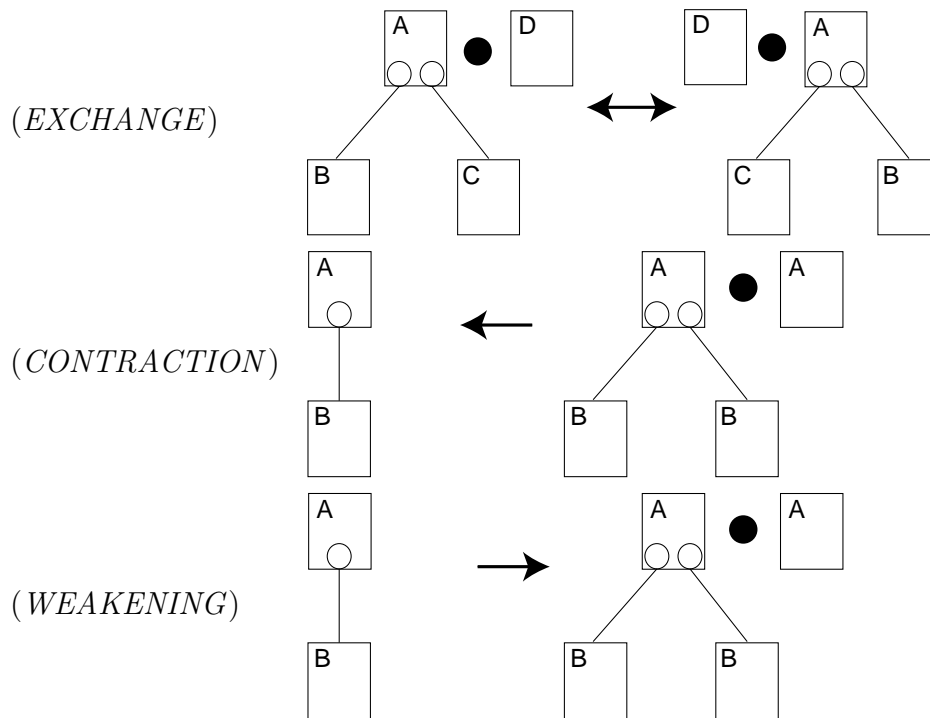 A D D A
(EXCHANGE)
B C C B
A A A
(CONTRACTION)
B B B
A A A
(WEAKENING)
B B B